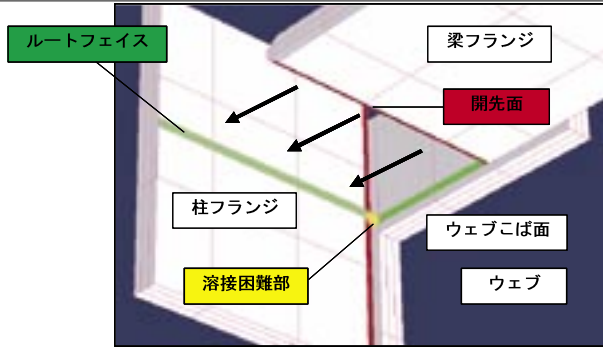 ルートフェイス
梁フランジ
開先面
柱フランジ
ウェブこば面
溶接困難部
ウェブ